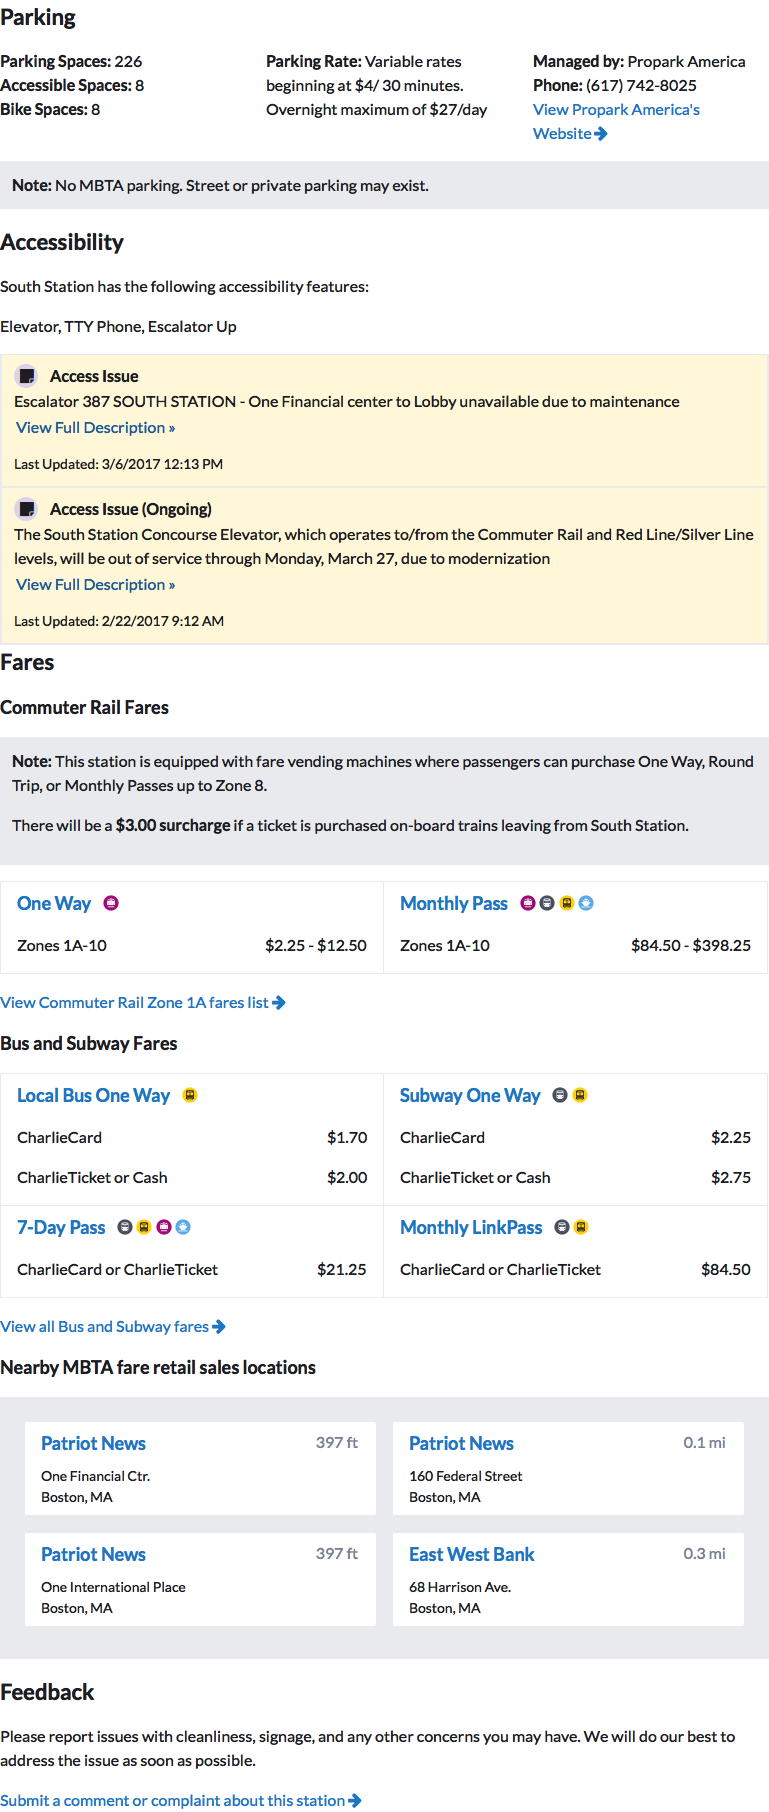 Parking
Parking Spaces: 226
Accessible Spaces: 8
Bike Spaces: 8
Parking Rate: Variable rates
beginning at $4/ 30 minutes.
Overnight maximum of $27/day
Managed by: Propark America
Phone: (617) 742-8025
View Propark America's
Website
Note: No MBTA parking. Street or private parking may exist.
Accessibility
South Station has the following accessibility features:
Elevator, TTY Phone, Escalator Up
Access Issue
Escalator 387 SOUTH STATION - One Financial center to Lobby unavailable due to maintenance
View Full Description »
Last Updated: 3/6/2017 12:13 PM
Access Issue (Ongoing)
The South Station Concourse Elevator, which operates to/from the Commuter Rail and Red Line/Silver Line
levels, will be out of service through Monday, March 27, due to modernization
View Full Description »
Last Updated: 2/22/2017 9:12 AM
Fares
Commuter Rail Fares
Note: This station is equipped with fare vending machines where passengers can purchase One Way, Round
Trip, or Monthly Passes up to Zone 8.
There will be a $3.00 surcharge if a ticket is purchased on-board trains leaving from South Station.
One Way
Zones 1A-10 $2.25 - $12.50
Monthly Pass
Zones 1A-10 $84.50 - $398.25
View Commuter Rail Zone 1A fares list
Bus and Subway Fares
Local Bus One Way
CharlieCard $1.70
CharlieTicket or Cash $2.00
Subway One Way
CharlieCard $2.25
CharlieTicket or Cash $2.75
7-Day Pass
CharlieCard or CharlieTicket $21.25
Monthly LinkPass
CharlieCard or CharlieTicket $84.50
View all Bus and Subway fares
Nearby MBTA fare retail sales locations
Patriot News 397 ft
One Financial Ctr.
Boston, MA
Patriot News 0.1 mi
160 Federal Street
Boston, MA
Patriot News 397 ft
One International Place
Boston, MA
East West Bank 0.3 mi
68 Harrison Ave.
Boston, MA
Feedback
Please report issues with cleanliness, signage, and any other concerns you may have. We will do our best to
address the issue as soon as possible.
Submit a comment or complaint about this station